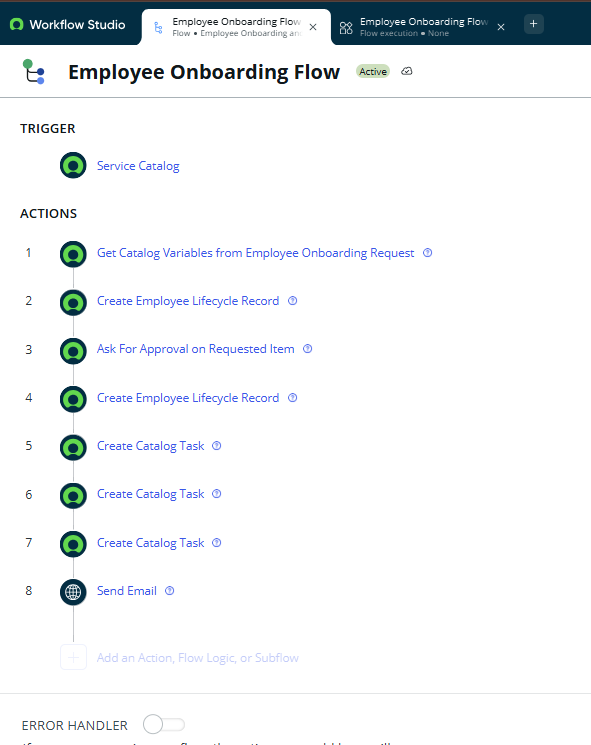 Workflow Studio
Employee Onboarding Flow
Flow • Employee Onboarding an
Employee Onboarding Flow
Flow execution • None
Employee Onboarding Flow
Active
TRIGGER
Service Catalog
ACTIONS
1 Get Catalog Variables from Employee Onboarding Request
2 Create Employee Lifecycle Record
3 Ask For Approval on Requested Item
4 Create Employee Lifecycle Record
5 Create Catalog Task
6 Create Catalog Task
7 Create Catalog Task
8 Send Email
Add an Action, Flow Logic, or Subflow
ERROR HANDLER